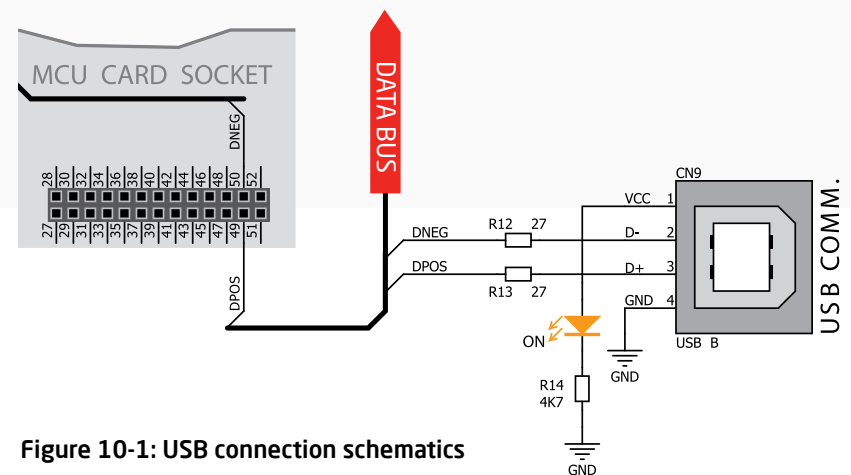 MCU CARD SOCKET
DATA BUS
DNEG
28 30 32 34 36 38 40 42 44 46 48 50 52
27 29 31 33 35 37 39 41 43 45 47 49 51
DPOS
CN9
VCC 1
DNEG R12 27 D- 2
DPOS R13 27 D+ 3
GND 4
USB B
USB COMM.
ON
GND
R14
4K7
GND
Figure 10-1: USB connection schematics